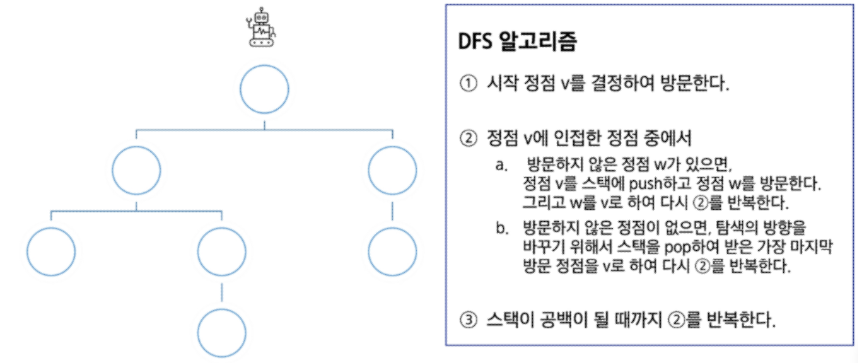 DFS 알고리즘
① 시작 정점 v를 결정하여 방문한다.
② 정점 v에 인접한 정점 중에서
a. 방문하지 않은 정점 w가 있으면,
정점 v를 스택에 push하고 정점 w를 방문한다.
그리고 w를 v로 하여 다시 ②를 반복한다.
b. 방문하지 않은 정점이 없으면, 탐색의 방향을
바꾸기 위해서 스택을 pop하여 받은 가장 마지막
방문 정점을 v로 하여 다시 ②를 반복한다.
③ 스택이 공백이 될 때까지 ②를 반복한다.